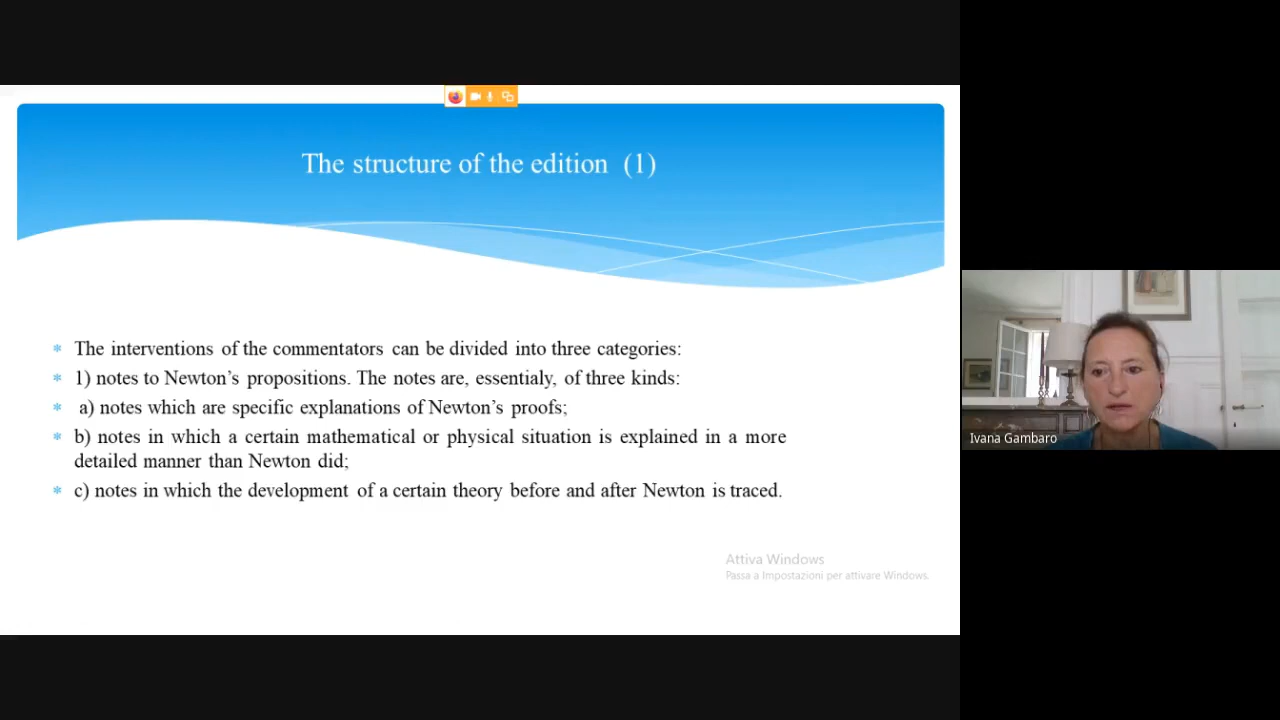 The structure of the edition (1)
The interventions of the commentators can be divided into three categories:
1) notes to Newton's propositions. The notes are, essentialy, of three kinds:
a) notes which are specific explanations of Newton's proofs;
b) notes in which a certain mathematical or physical situation is explained in a more
detailed manner than Newton did;
c) notes in which the development of a certain theory before and after Newton is traced.
Attiva Windows
Passa a Impostazioni per attivare Windows.
Ivana Gambaro